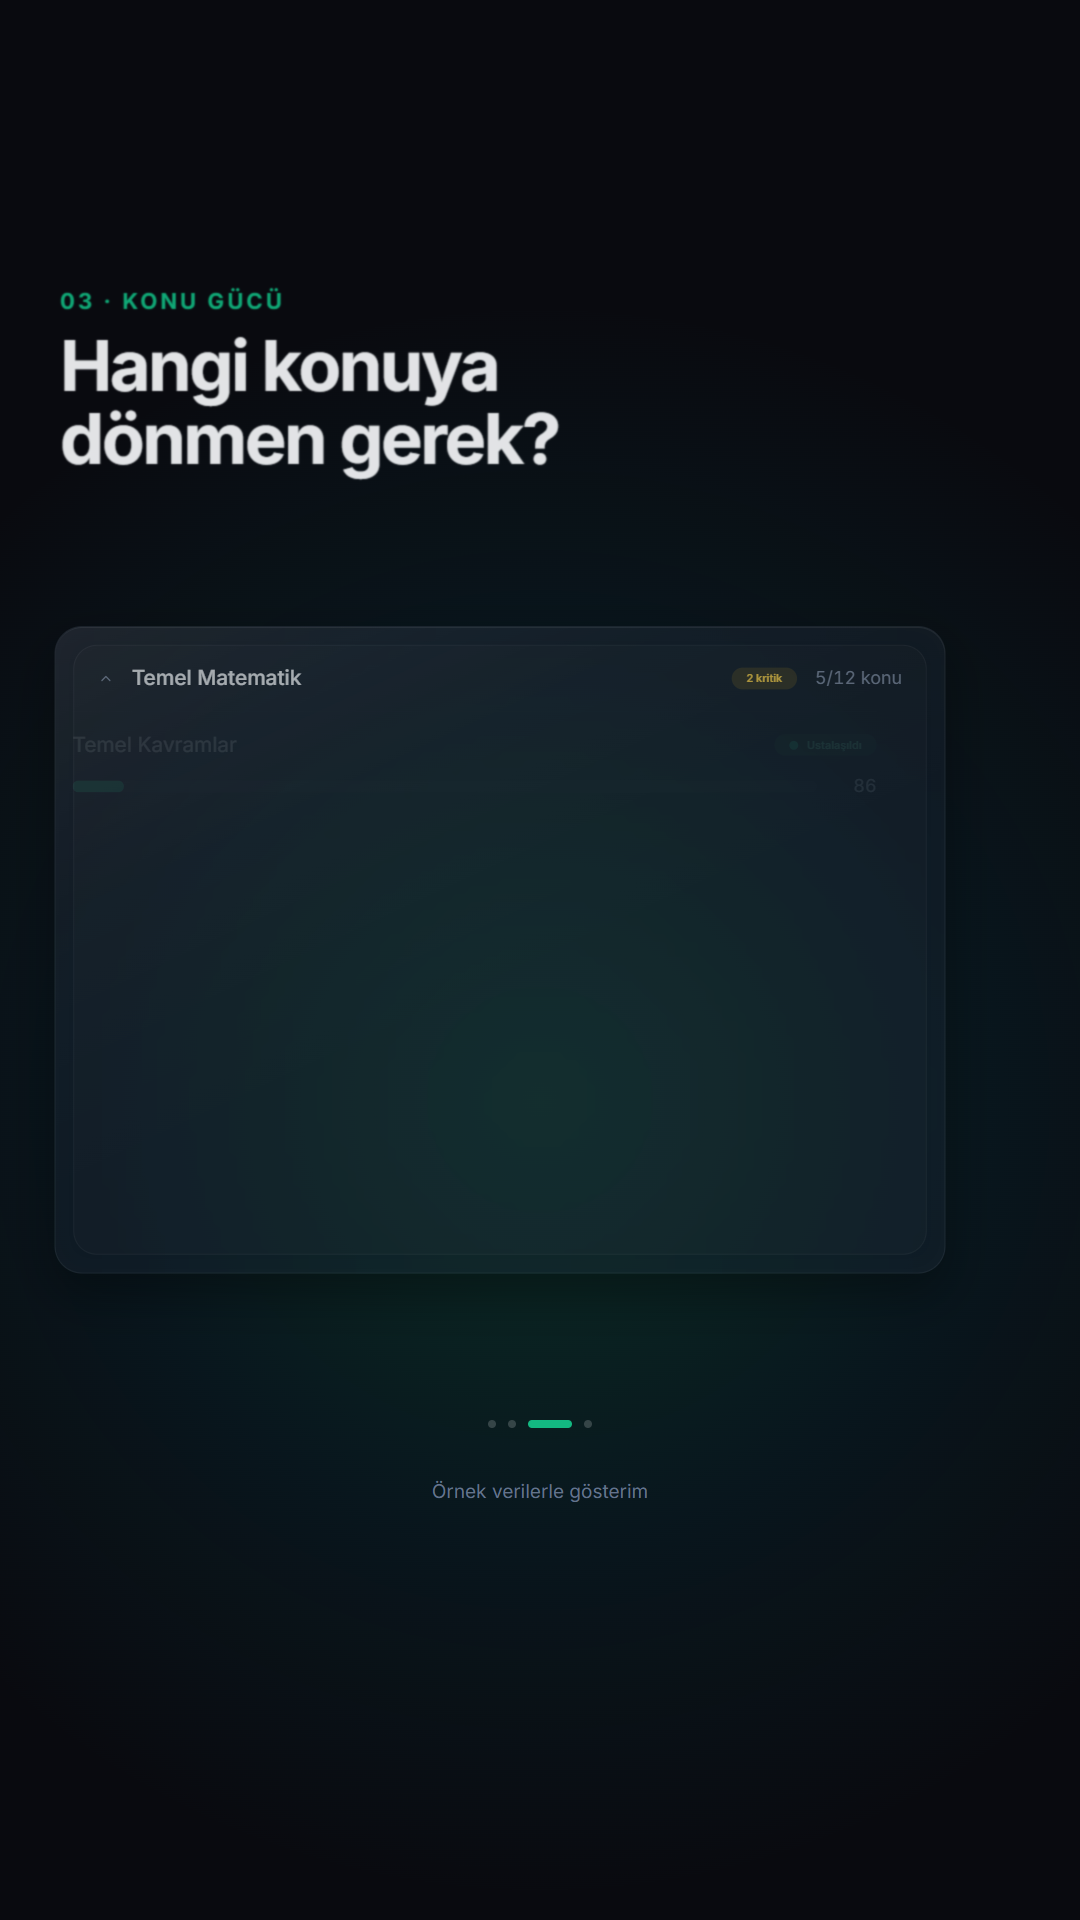 03 · KONU GÜCÜ
Hangi konuya
dönmen gerek?
Temel Matematik
2 kritik
5/12 konu
Temel Kavramlar
Ustalaşıldı
86
Örnek verilerle gösterim